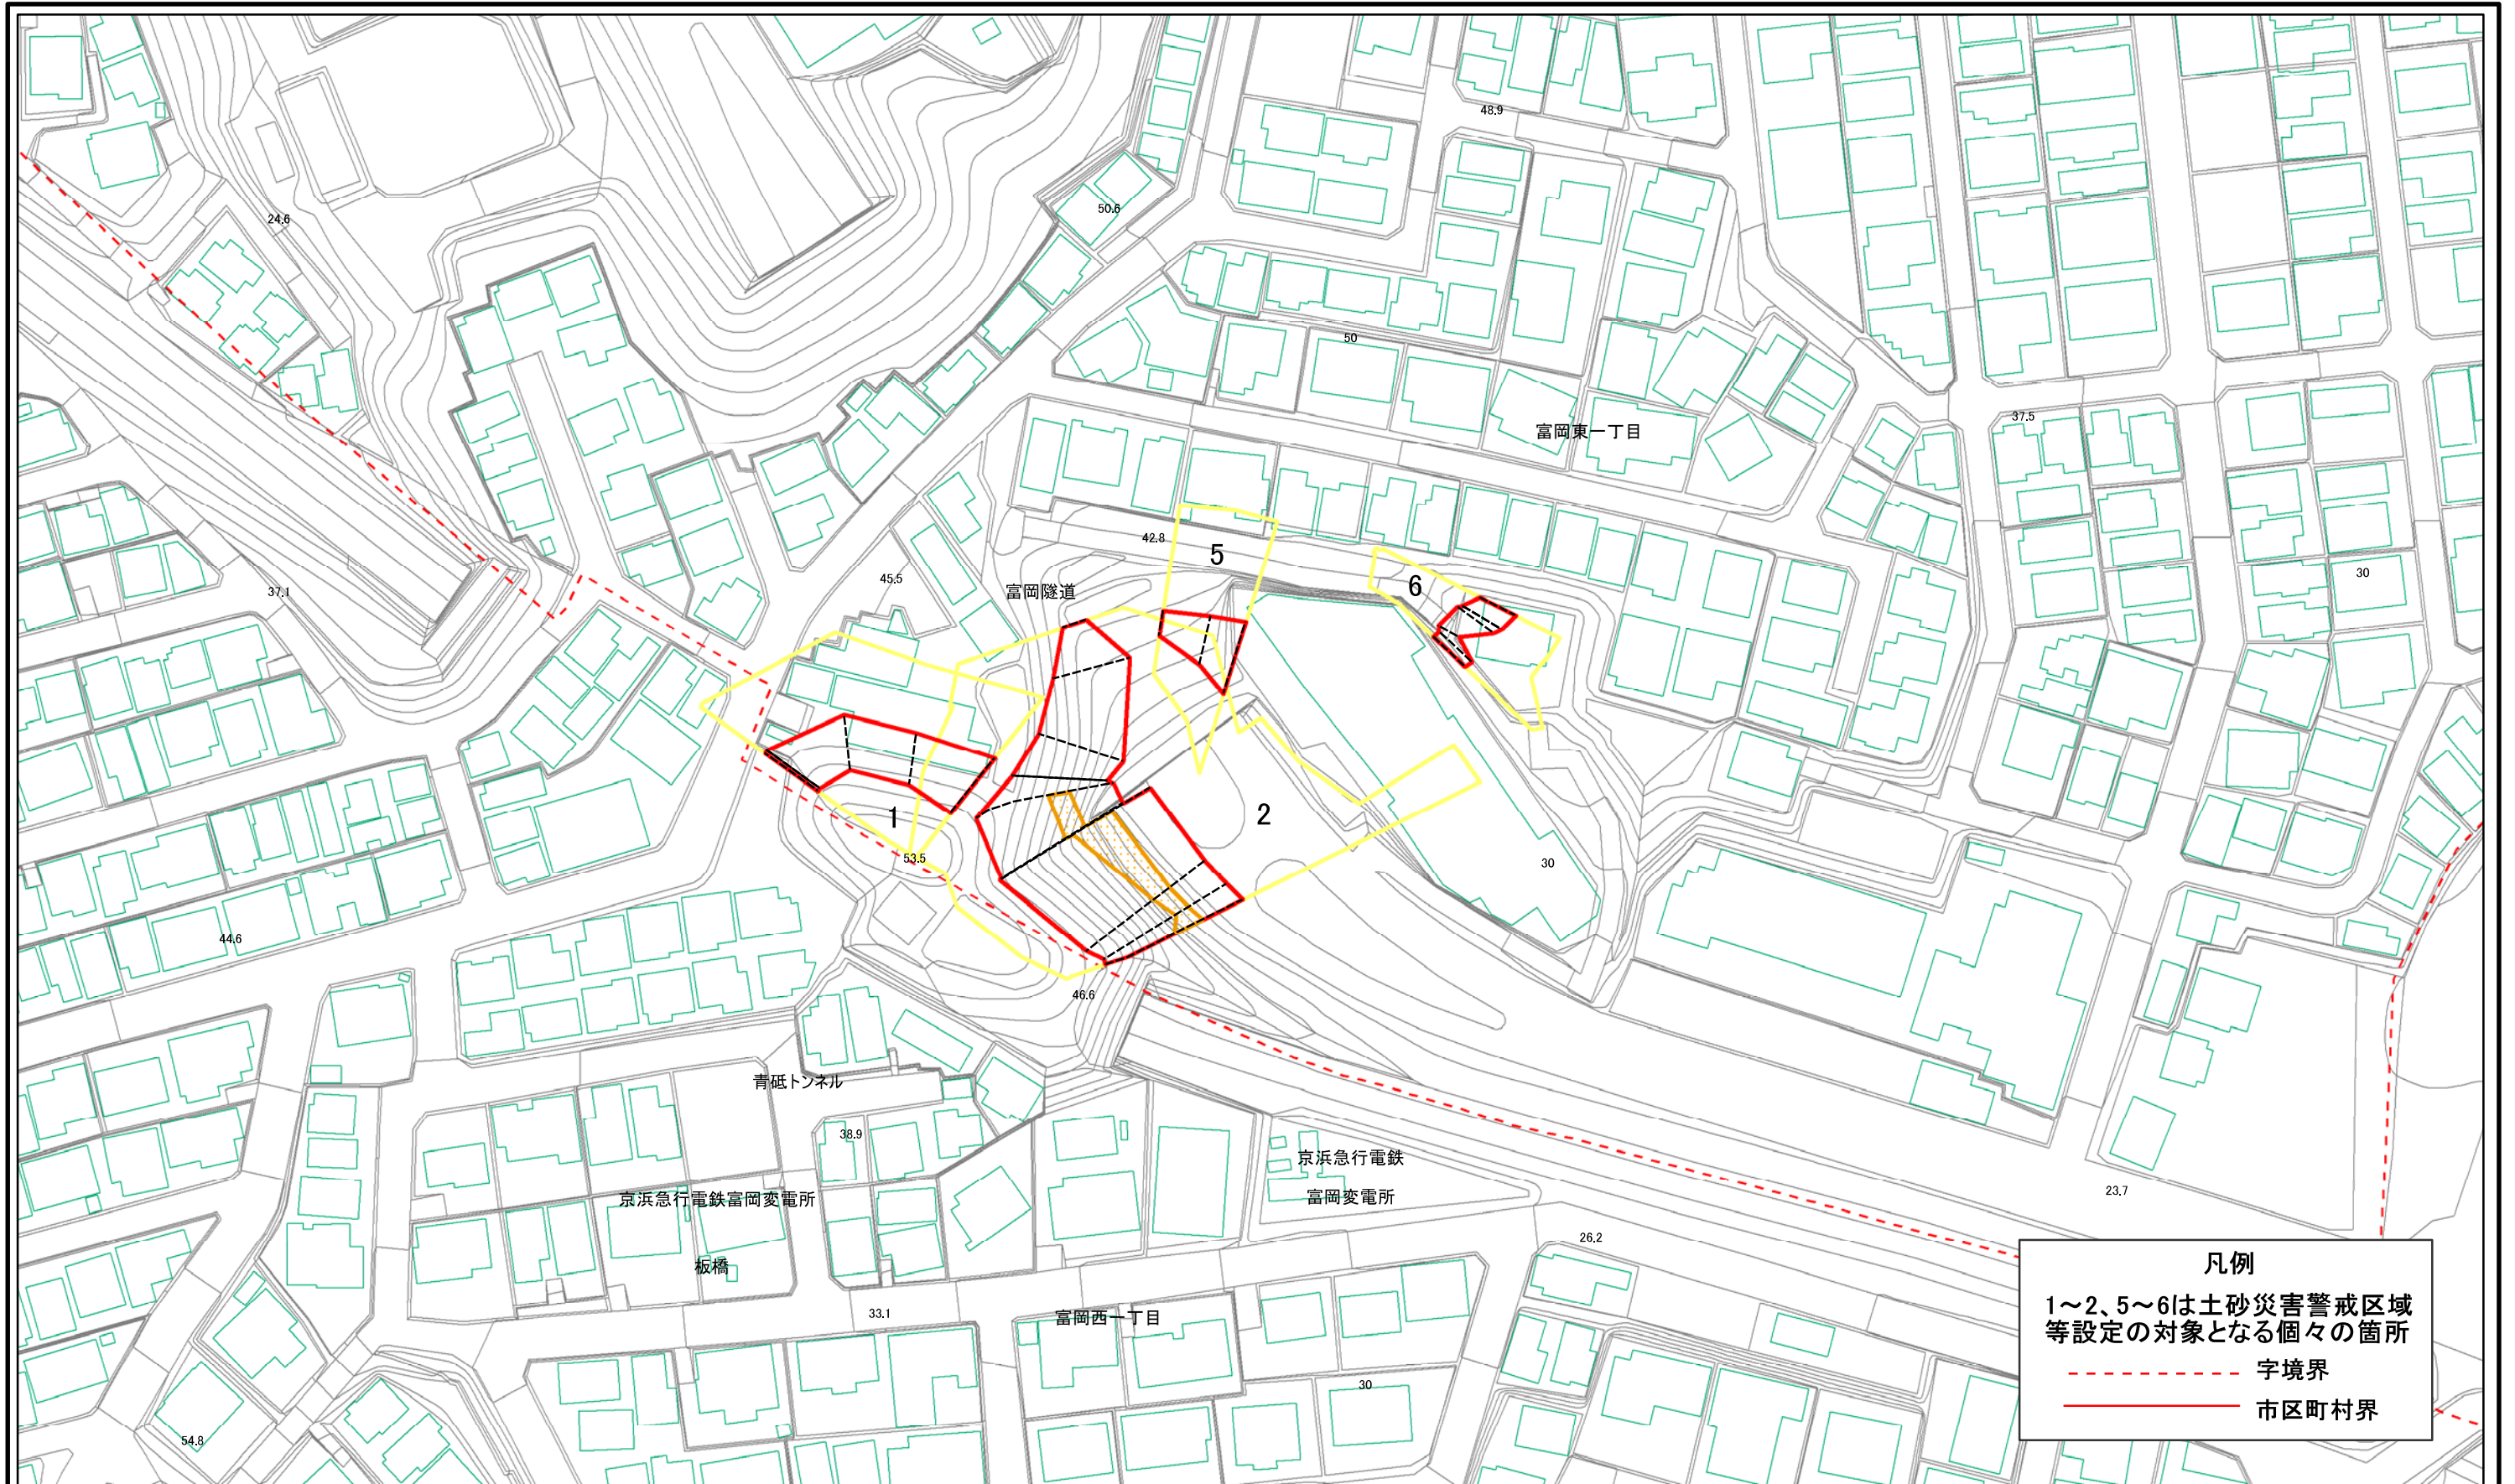 48.9
50.6
24.6
50
37.5
富岡東一丁目
42.8
5
6
45.5
富岡隧道
30
37.1
1
2
53.5
30
44.6
46.6
青砥トンネル
38.9
京浜急行電鉄
富岡変電所
京浜急行電鉄富岡変電所
23.7
26.2
板橋
33.1
富岡西一丁目
30
54.8
凡例
1～2、5～6は土砂災害警戒区域
等設定の対象となる個々の箇所
字境界
市区町村界